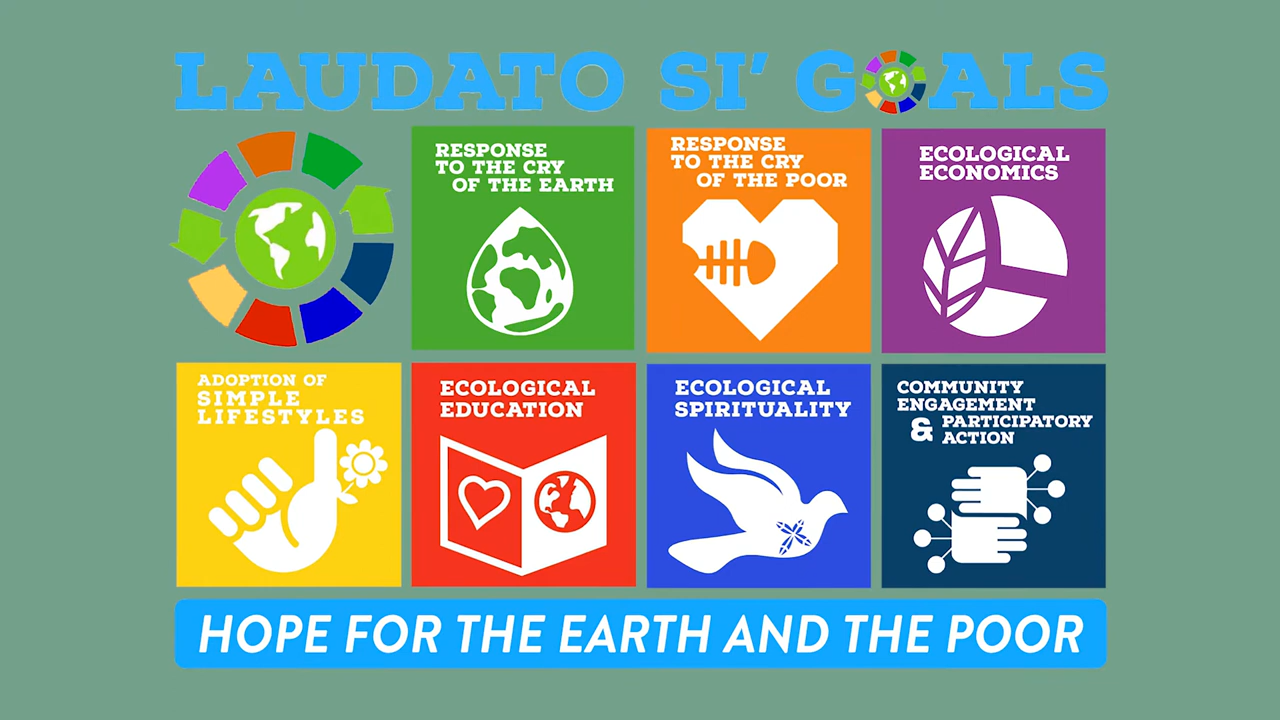 LAUDATO SI' GOALS
RESPONSE
TO THE CRY
OF THE EARTH
RESPONSE
TO THE CRY
OF THE POOR
ECOLOGICAL
ECONOMICS
ADOPTION OF
SIMPLE
LIFESTYLES
ECOLOGICAL
EDUCATION
ECOLOGICAL
SPIRITUALITY
COMMUNITY
ENGAGEMENT
& PARTICIPATORY
ACTION
HOPE FOR THE EARTH AND THE POOR